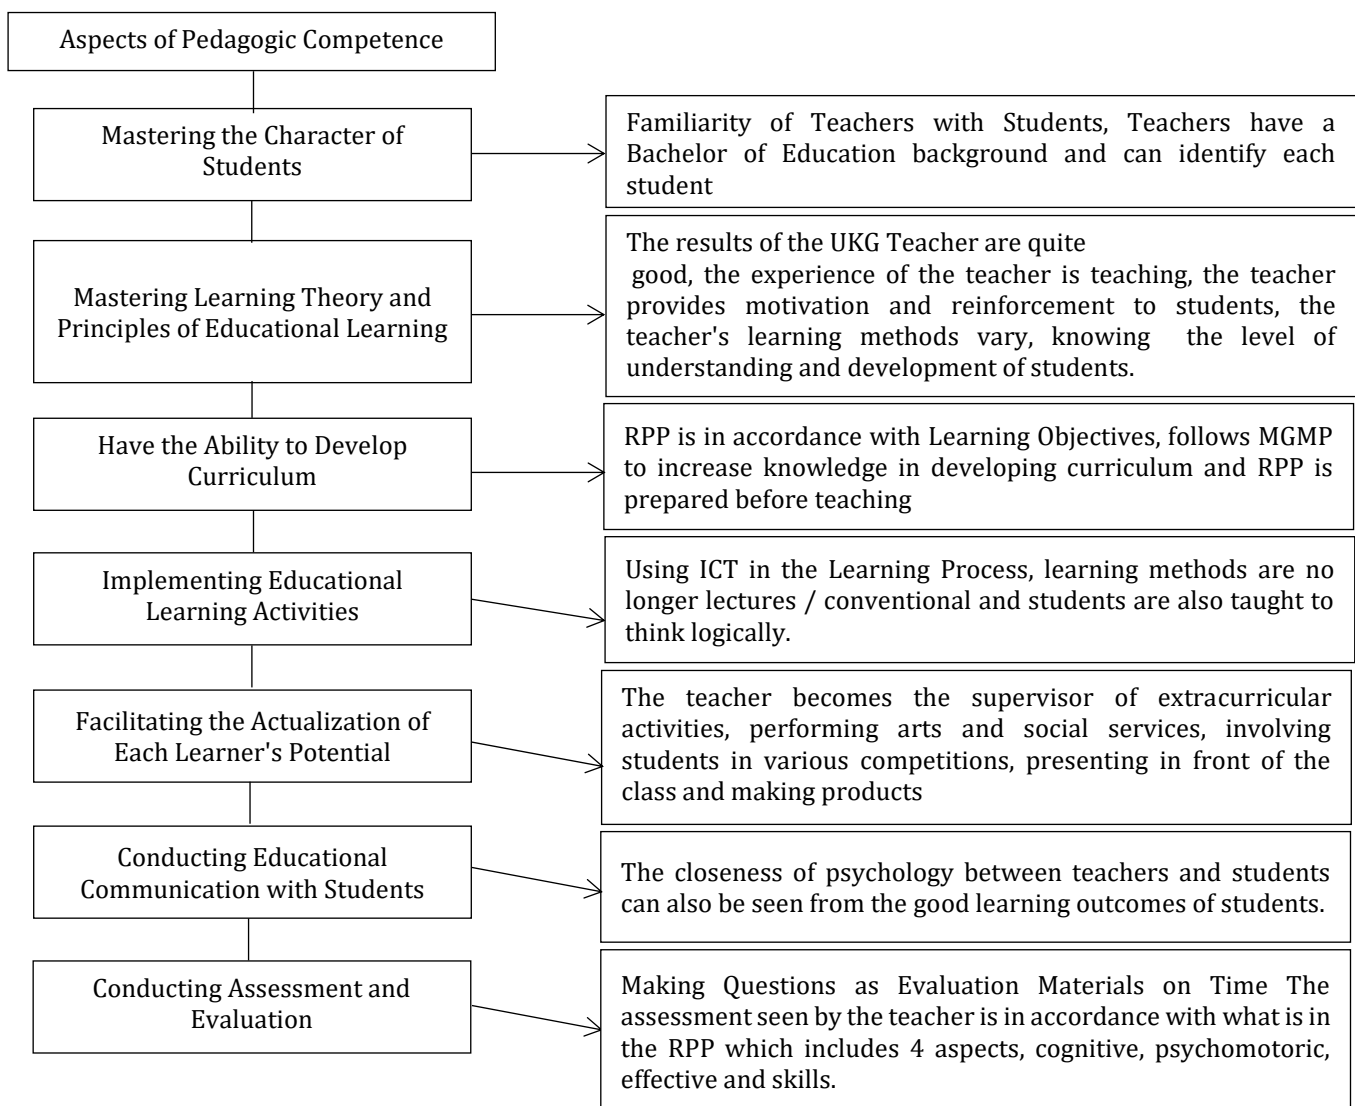 Aspects of Pedagogic Competence
Mastering the Character of
Students
Familiarity of Teachers with Students, Teachers have a
Bachelor of Education background and can identify each
student
Mastering Learning Theory and
Principles of Educational Learning
The results of the UKG Teacher are quite
good, the experience of the teacher is teaching, the teacher
provides motivation and reinforcement to students, the
teacher's learning methods vary, knowing the level of
understanding and development of students.
Have the Ability to Develop
Curriculum
RPP is in accordance with Learning Objectives, follows MGMP
to increase knowledge in developing curriculum and RPP is
prepared before teaching
Implementing Educational
Learning Activities
Using ICT in the Learning Process, learning methods are no
longer lectures / conventional and students are also taught to
think logically.
Facilitating the Actualization of
Each Learner's Potential
The teacher becomes the supervisor of extracurricular
activities, performing arts and social services, involving
students in various competitions, presenting in front of the
class and making products
Conducting Educational
Communication with Students
The closeness of psychology between teachers and students
can also be seen from the good learning outcomes of students.
Conducting Assessment and
Evaluation
Making Questions as Evaluation Materials on Time The
assessment seen by the teacher is in accordance with what is in
the RPP which includes 4 aspects, cognitive, psychomotoric,
effective and skills.